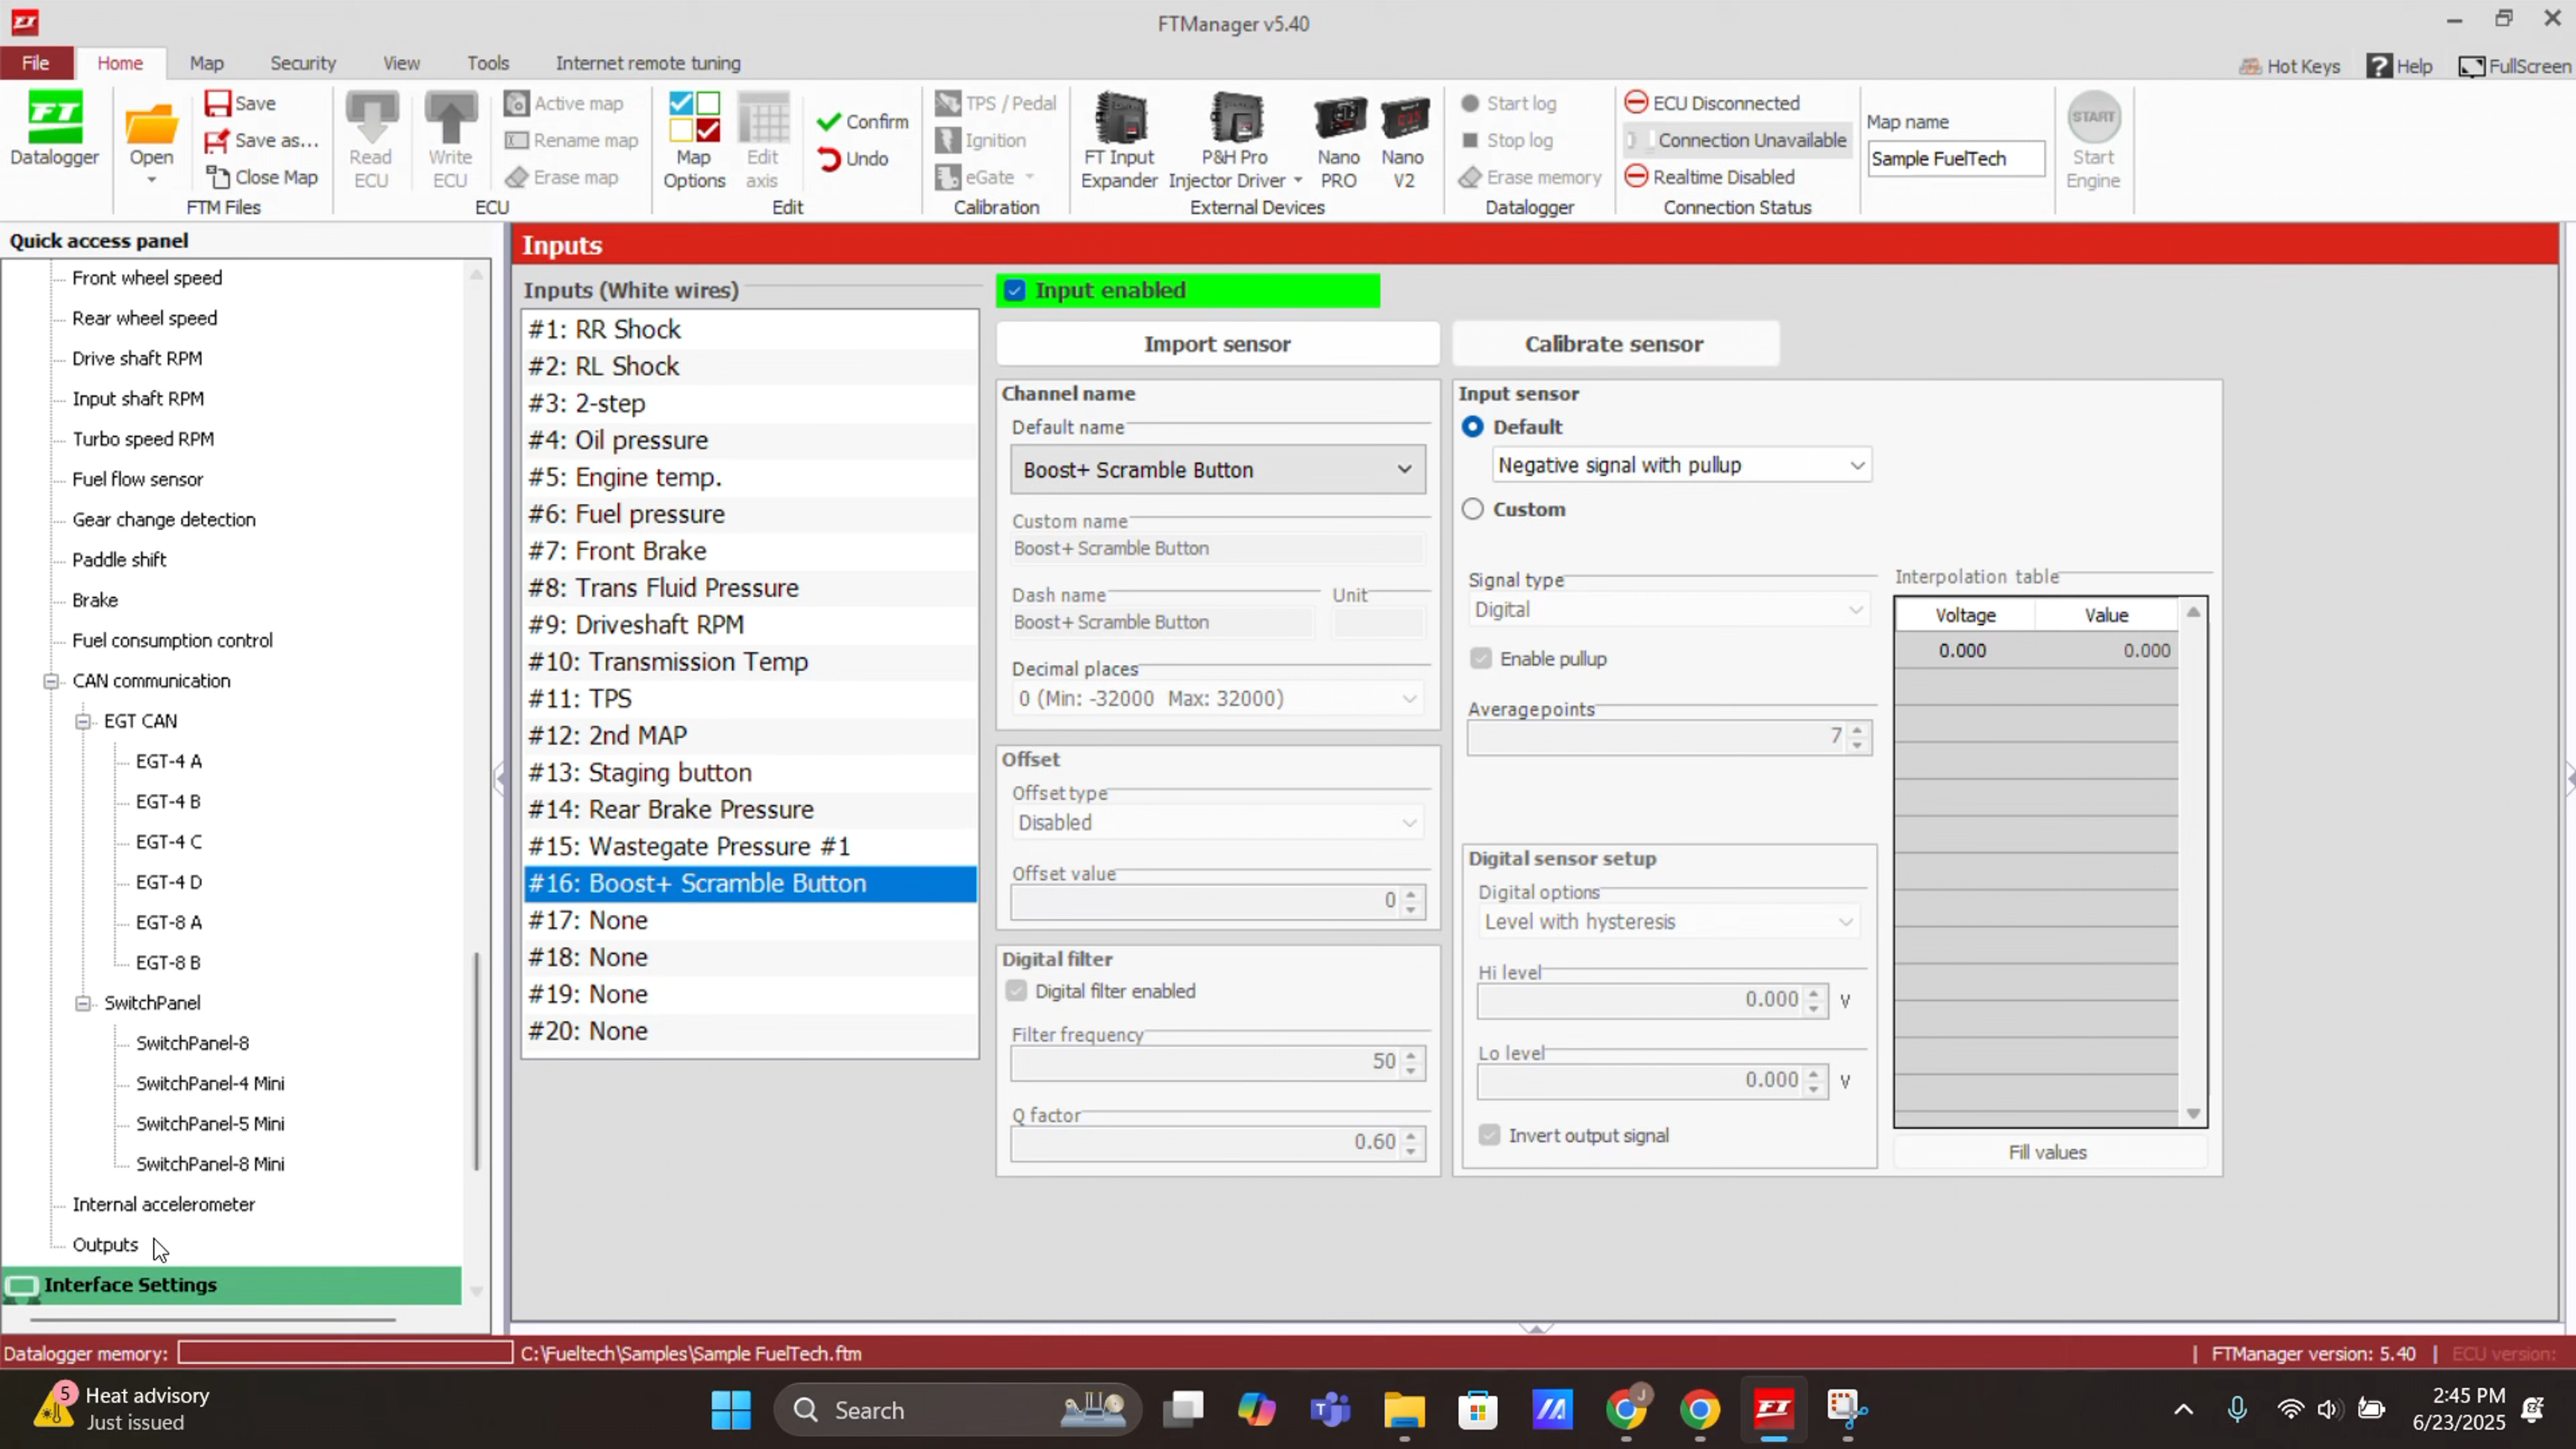 FTManager v5.40
File Home Map Security View Tools Internet remote tuning Hot Keys Help FullScreen
Datalogger
Open
Save
Save as...
Close Map
FTM Files
Read ECU
Write ECU
Active map
Rename map
Erase map
ECU
Map Options
Edit axis
Confirm
Undo
Edit
TPS / Pedal
Ignition
eGate
Calibration
FT Input Expander
P&H Pro Injector Driver
Nano PRO
Nano V2
External Devices
Start log
Stop log
Erase memory
Datalogger
ECU Disconnected
Connection Unavailable
Realtime Disabled
Connection Status
Map name
Sample FuelTech
START
Start Engine
Quick access panel
Front wheel speed
Rear wheel speed
Drive shaft RPM
Input shaft RPM
Turbo speed RPM
Fuel flow sensor
Gear change detection
Paddle shift
Brake
Fuel consumption control
CAN communication
EGT CAN
EGT-4 A
EGT-4 B
EGT-4 C
EGT-4 D
EGT-8 A
EGT-8 B
SwitchPanel
SwitchPanel-8
SwitchPanel-4 Mini
SwitchPanel-5 Mini
SwitchPanel-8 Mini
Internal accelerometer
Outputs
Interface Settings
Inputs
Inputs (White wires)
#1: RR Shock
#2: RL Shock
#3: 2-step
#4: Oil pressure
#5: Engine temp.
#6: Fuel pressure
#7: Front Brake
#8: Trans Fluid Pressure
#9: Driveshaft RPM
#10: Transmission Temp
#11: TPS
#12: 2nd MAP
#13: Staging button
#14: Rear Brake Pressure
#15: Wastegate Pressure #1
#16: Boost+ Scramble Button
#17: None
#18: None
#19: None
#20: None
Input enabled
Import sensor
Calibrate sensor
Channel name
Default name
Boost+ Scramble Button
Custom name
Boost+ Scramble Button
Dash name Unit
Boost+ Scramble Button
Decimal places
0 (Min: -32000 Max: 32000)
Offset
Offset type
Disabled
Offset value
0
Digital filter
Digital filter enabled
Filter frequency
50
Q factor
0.60
Input sensor
Default
Negative signal with pullup
Custom
Signal type
Digital
Enable pullup
Averagepoints
7
Digital sensor setup
Digital options
Level with hysteresis
Hi level
0.000 V
Lo level
0.000 V
Invert output signal
Interpolation table
Voltage Value
0.000 0.000
Fill values
Datalogger memory: C:\Fueltech\Samples\Sample FuelTech.ftm | FTManager version: 5.40 | ECU version:
5
Heat advisory
Just issued
Search
J
FT
2:45 PM
6/23/2025